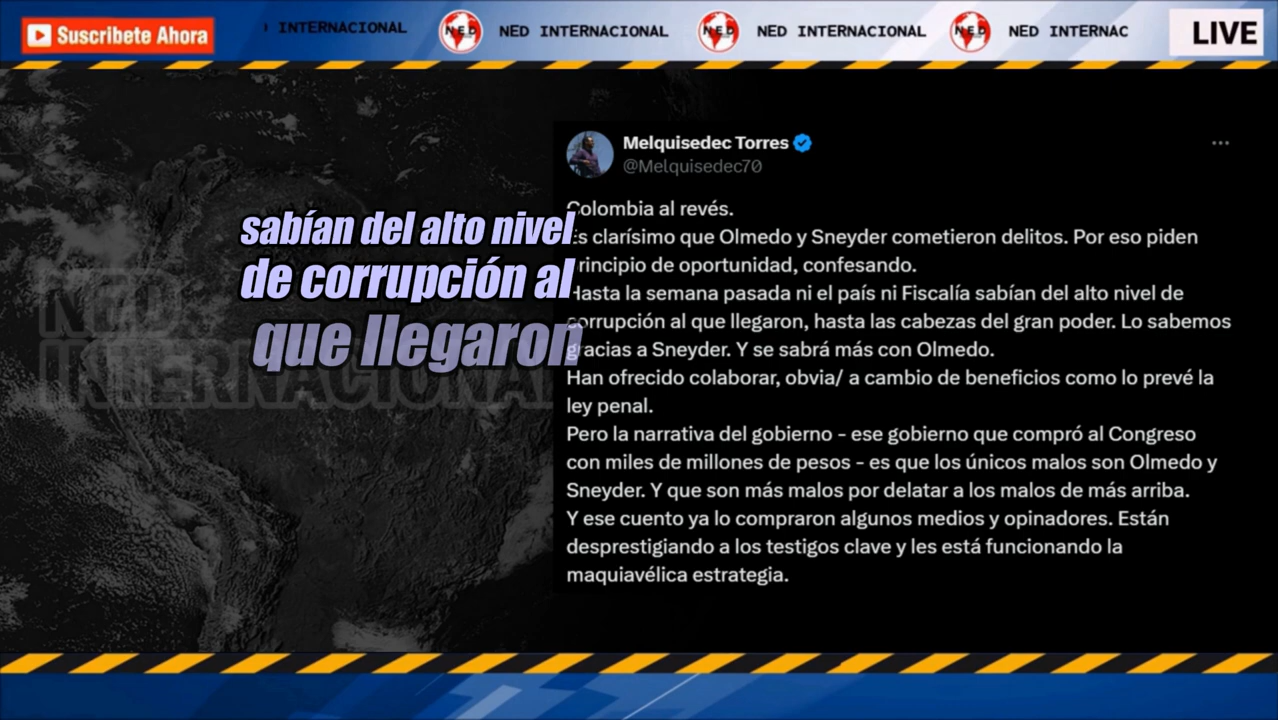 Suscribete Ahora
INTERNACIONAL
NED
NED INTERNACIONAL
NED
NED INTERNACIONAL
NED
NED INTERNAC
LIVE
Melquisedec Torres
@Melquisedec70
sabían del alto nivel
de corrupción al
que llegaron
NED
INTERNACIONAL
Colombia al revés.
Es clarísimo que Olmedo y Sneyder cometieron delitos. Por eso piden
principio de oportunidad, confesando.
Hasta la semana pasada ni el país ni Fiscalía sabían del alto nivel de
corrupción al que llegaron, hasta las cabezas del gran poder. Lo sabemos
gracias a Sneyder. Y se sabrá más con Olmedo.
Han ofrecido colaborar, obvia/ a cambio de beneficios como lo prevé la
ley penal.
Pero la narrativa del gobierno - ese gobierno que compró al Congreso
con miles de millones de pesos - es que los únicos malos son Olmedo y
Sneyder. Y que son más malos por delatar a los malos de más arriba.
Y ese cuento ya lo compraron algunos medios y opinadores. Están
desprestigiando a los testigos clave y les está funcionando la
maquiavélica estrategia.